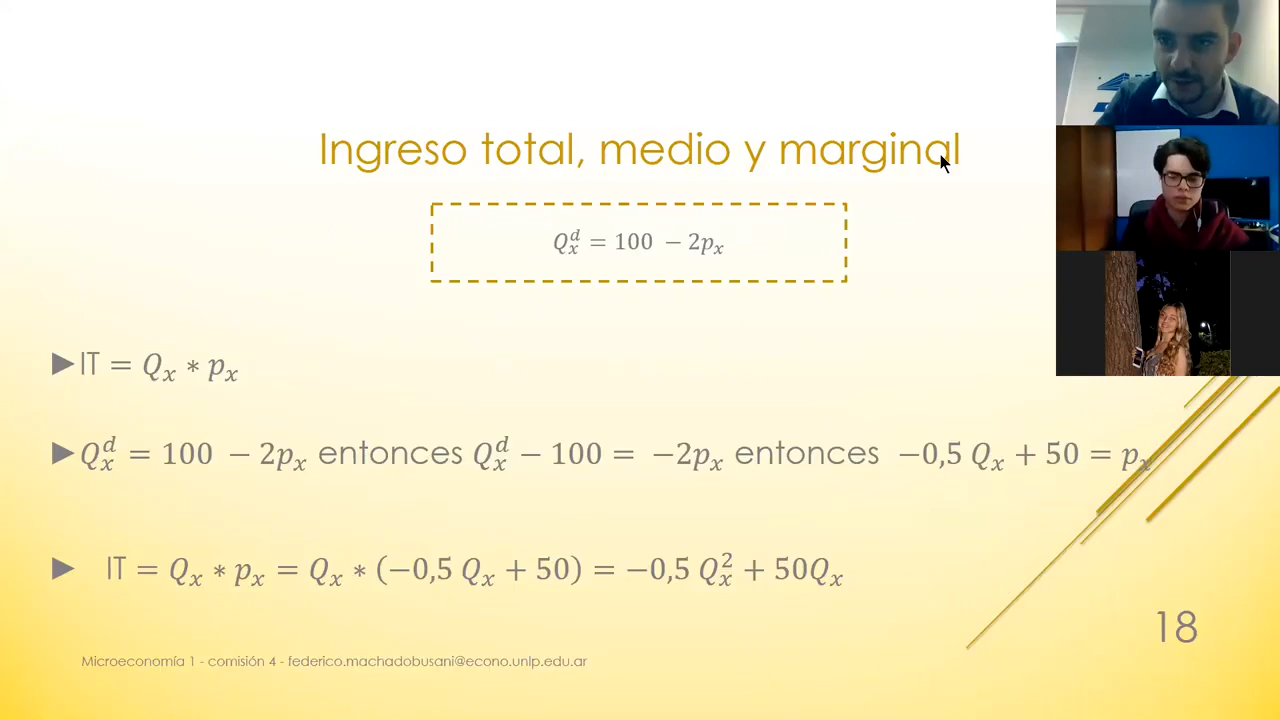 Ingreso total, medio y marginal
Q_x^d = 100 − 2p_x
►IT = Q_x ∗ p_x
►Q_x^d = 100 − 2p_x entonces Q_x^d − 100 = −2p_x entonces −0,5 Q_x + 50 = p_x
► IT = Q_x ∗ p_x = Q_x ∗ (−0,5 Q_x + 50) = −0,5 Q_x^2 + 50Q_x
18
Microeconomía 1 - comisión 4 - federico.machadobusani@econo.unlp.edu.ar